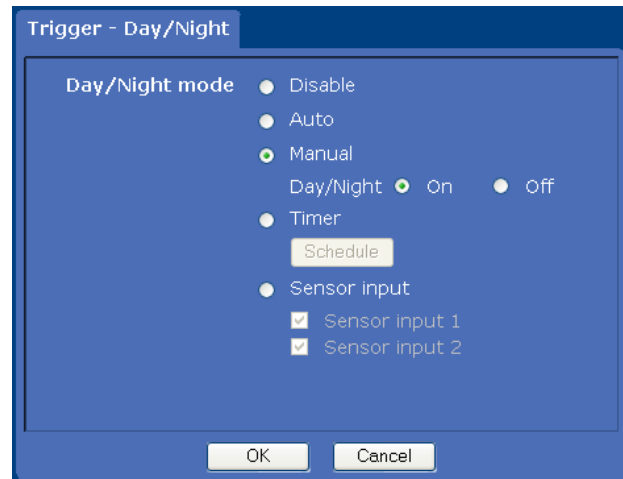 Trigger - Day/Night
Day/Night mode
Disable
Auto
Manual
Day/Night On Off
Timer
Schedule
Sensor input
Sensor input 1
Sensor input 2
OK Cancel